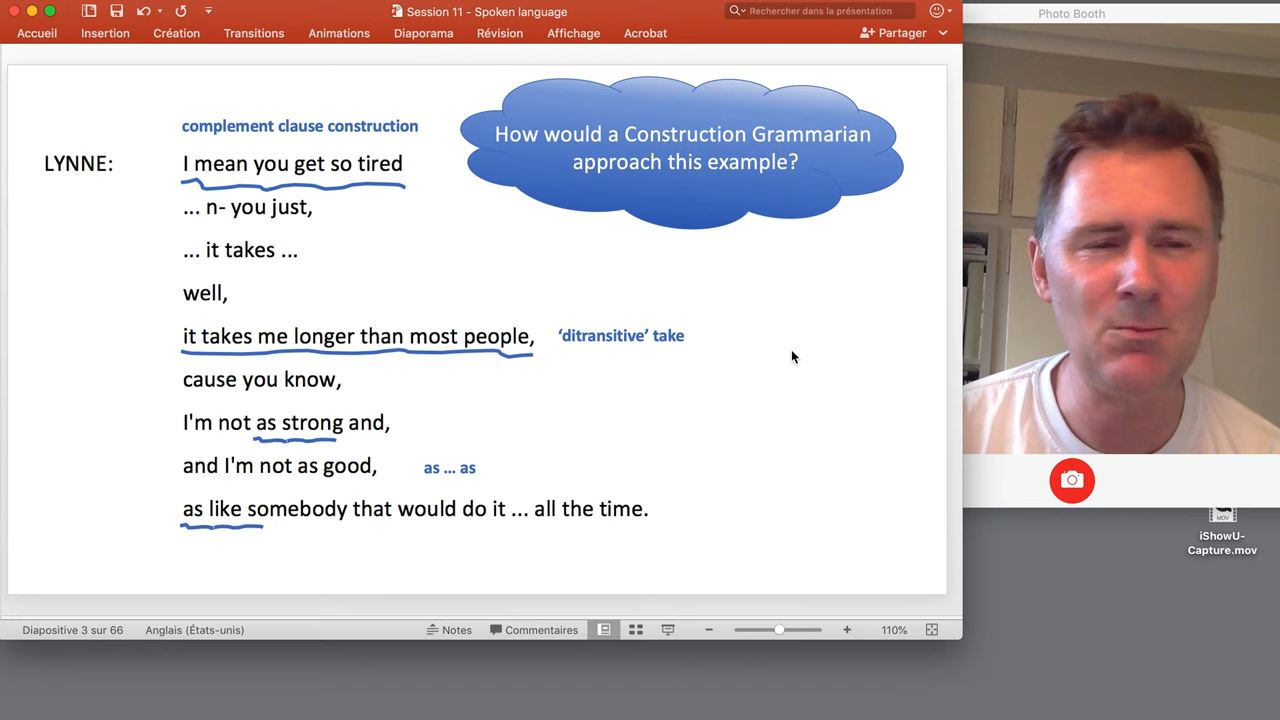 Session 11 - Spoken language
Rechercher dans la présentation
Photo Booth
Accueil Insertion Création Transitions Animations Diaporama Révision Affichage Acrobat Partager
complement clause construction
How would a Construction Grammarian
approach this example?
LYNNE: I mean you get so tired
... n- you just,
... it takes ...
well,
it takes me longer than most people, ‘ditransitive’ take
cause you know,
I'm not as strong and,
and I'm not as good, as ... as
as like somebody that would do it ... all the time.
MOV
iShowU-
Capture.mov
Diapositive 3 sur 66 Anglais (États-unis) Notes Commentaires 110%